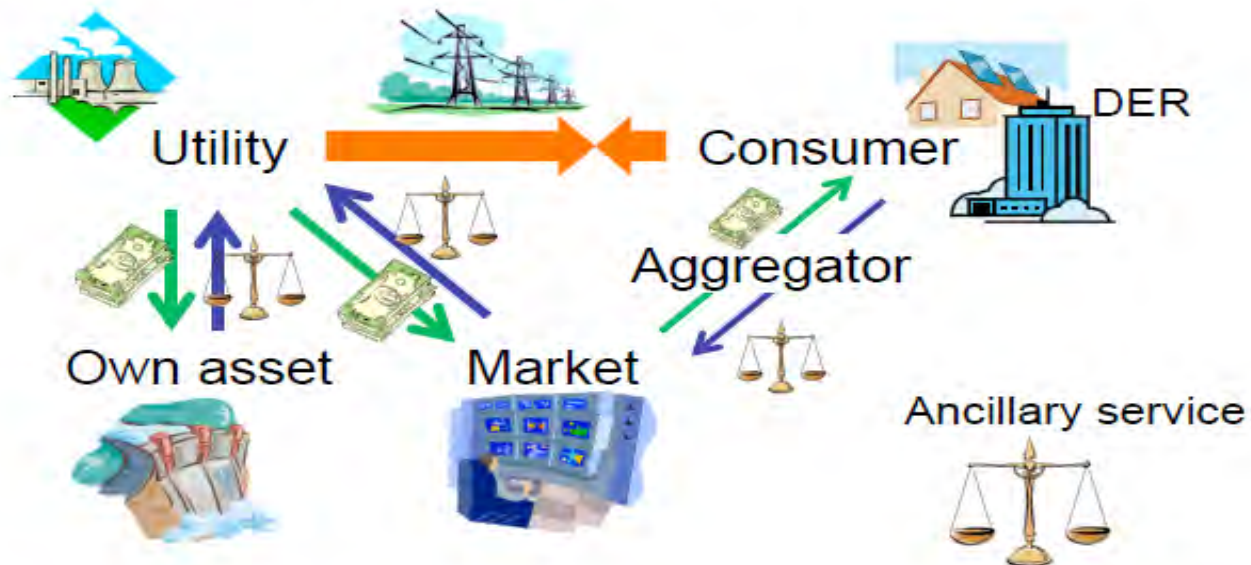 DER
Utility
Consumer
Aggregator
Own asset
Market
Ancillary service